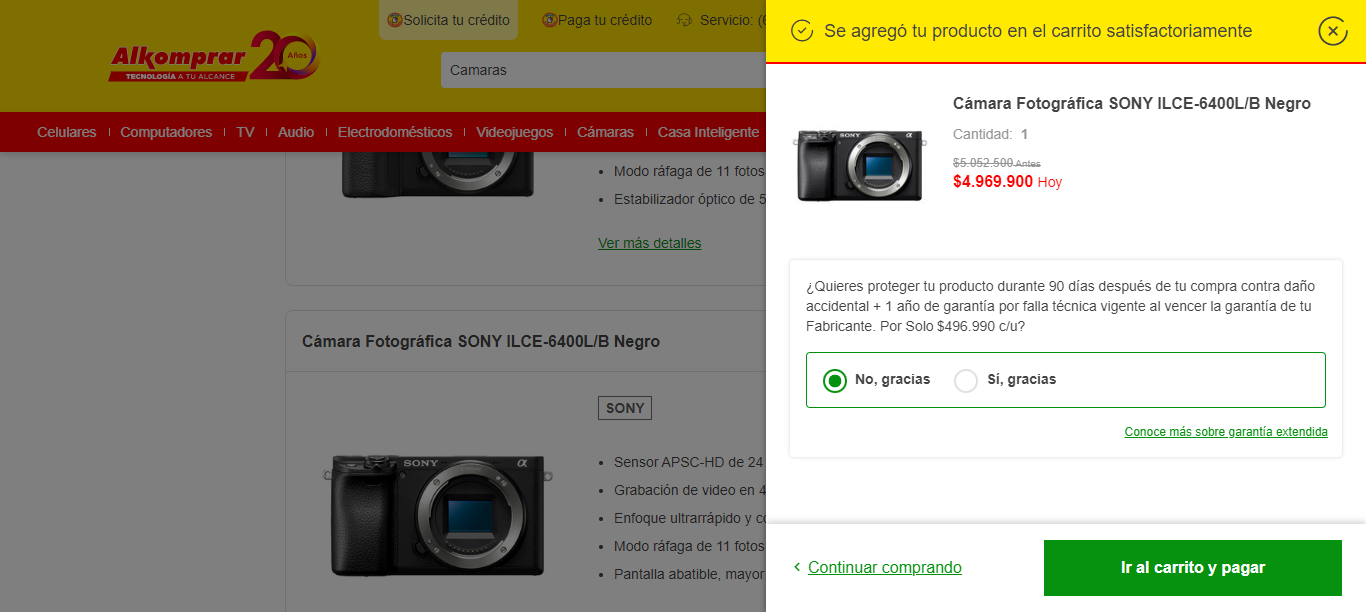 Solicita tu crédito
Paga tu crédito
Servicio: (6
Alkomprar 20 Años
TECNOLOGÍA A TU ALCANCE
Camaras
Celulares
Computadores
TV
Audio
Electrodomésticos
Videojuegos
Cámaras
Casa Inteligente
Modo ráfaga de 11 fotos
Estabilizador óptico de 5
Ver más detalles
Cámara Fotográfica SONY ILCE-6400L/B Negro
SONY
SONY α
Sensor APSC-HD de 24
Grabación de video en 4
Enfoque ultrarrápido y co
Modo ráfaga de 11 fotos
Pantalla abatible, mayor
Se agregó tu producto en el carrito satisfactoriamente
SONY α
Cámara Fotográfica SONY ILCE-6400L/B Negro
Cantidad: 1
$5.052.500 Antes
$4.969.900 Hoy
¿Quieres proteger tu producto durante 90 días después de tu compra contra daño
accidental + 1 año de garantía por falla técnica vigente al vencer la garantía de tu
Fabricante. Por Solo $496.990 c/u?
No, gracias
Sí, gracias
Conoce más sobre garantía extendida
Continuar comprando
Ir al carrito y pagar